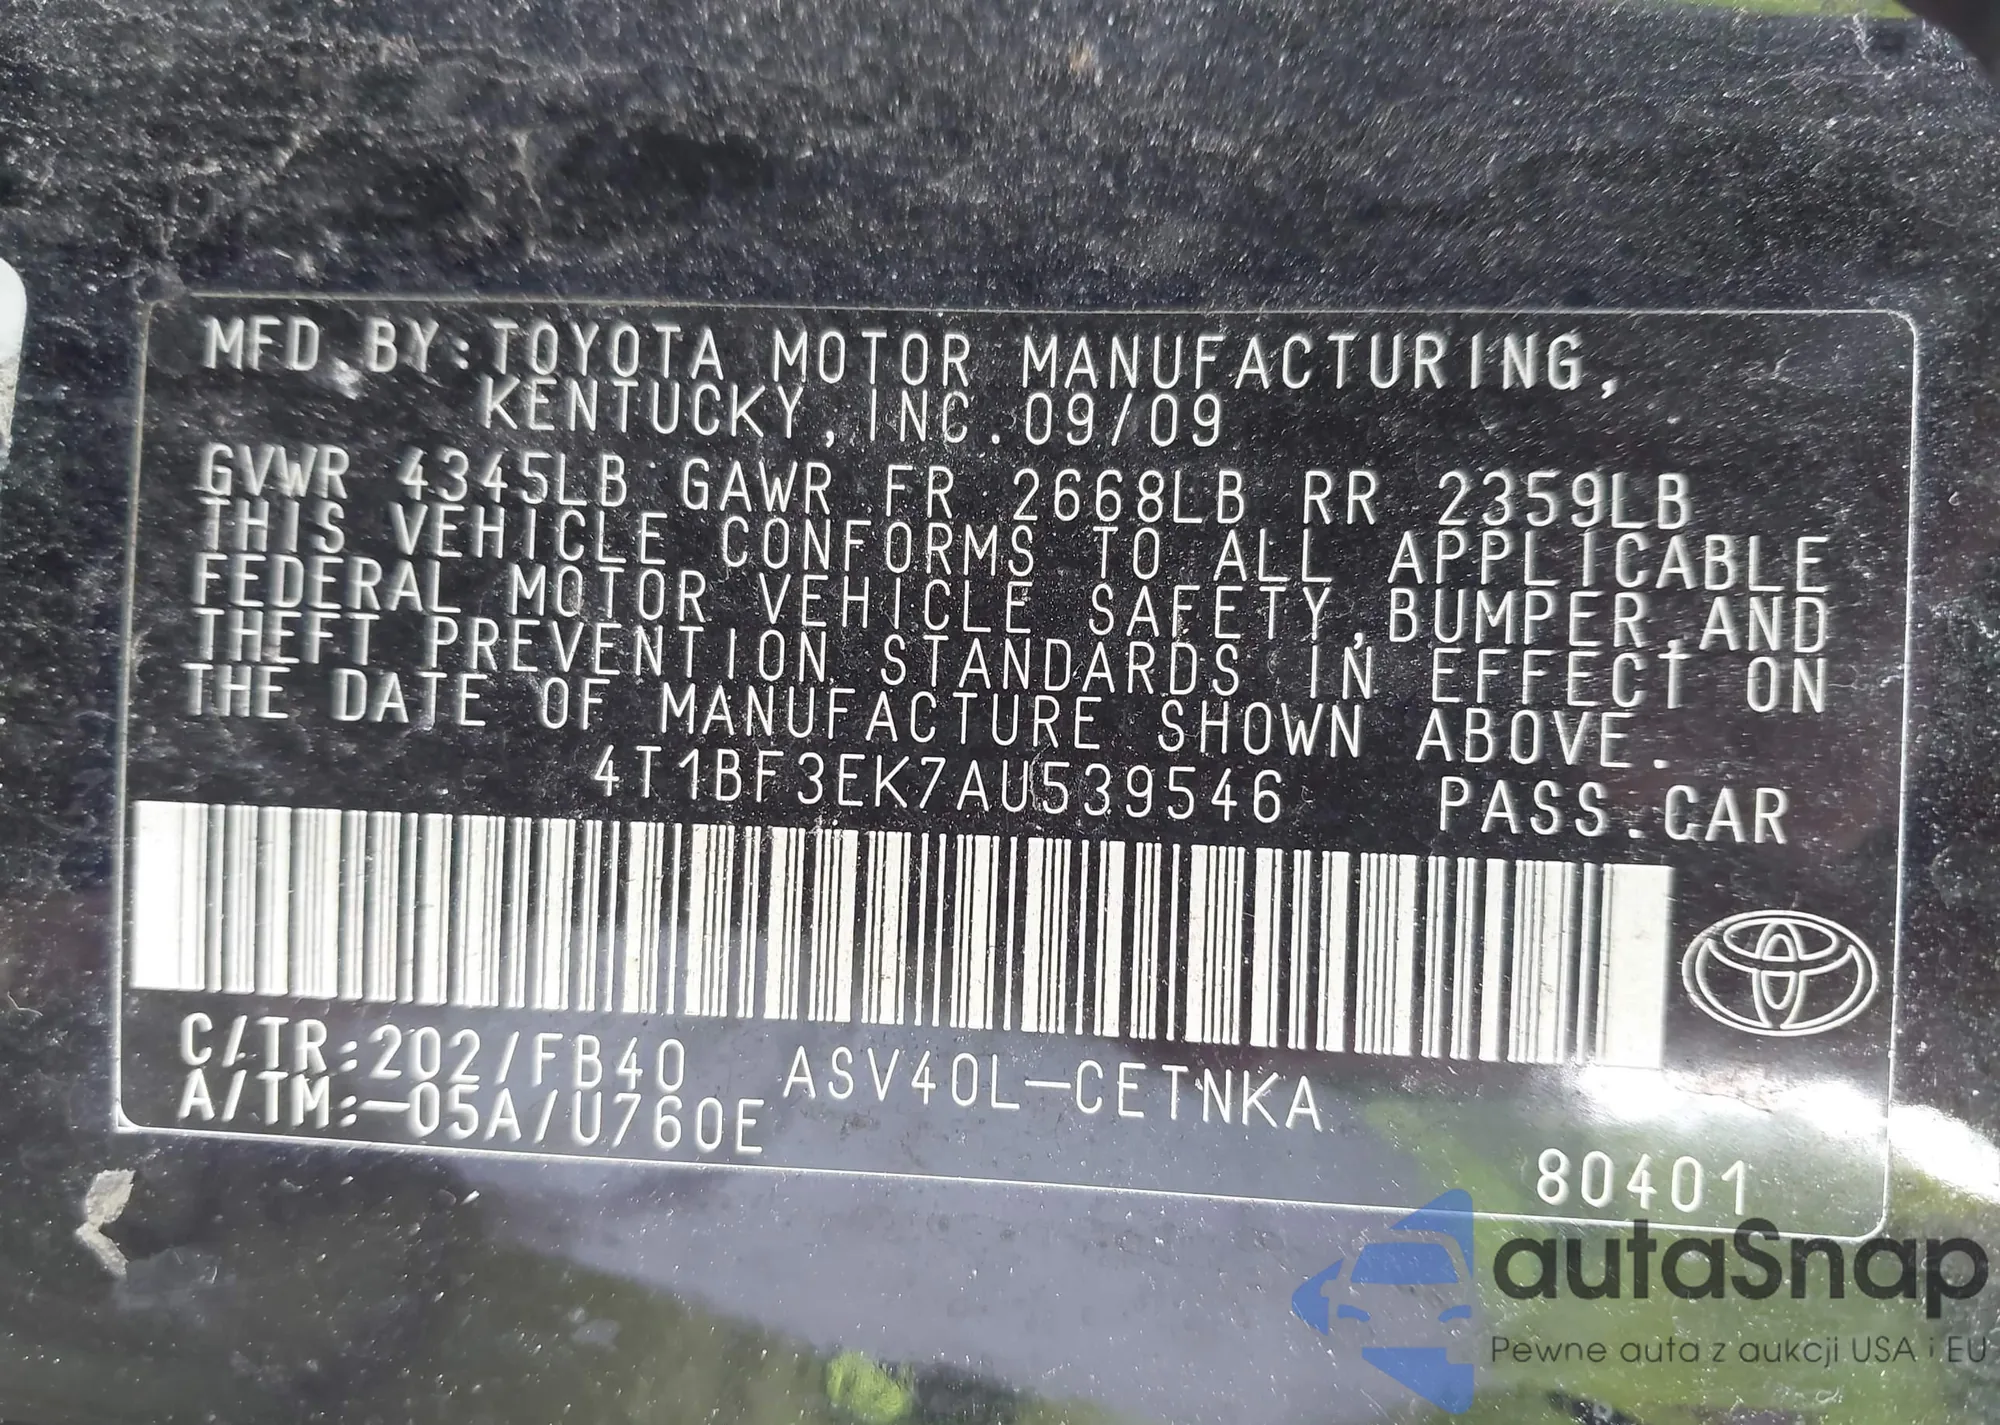 MFD.BY:TOYOTA MOTOR MANUFACTURING,
KENTUCKY,INC.09/09
GVWR 4345LB GAWR FR 2668LB RR 2359LB
THIS VEHICLE CONFORMS TO ALL APPLICABLE
FEDERAL MOTOR VEHICLE SAFETY,BUMPER,AND
THEFT PREVENTION STANDARDS IN EFFECT ON
THE DATE OF MANUFACTURE SHOWN ABOVE.
4T1BF3EK7AU539546 PASS.CAR
C/TR:202/FB40 ASV40L-CETNKA
A/TM:-05A/U760E
80401
autaSnap
Pewne auta z aukcji USA i EU